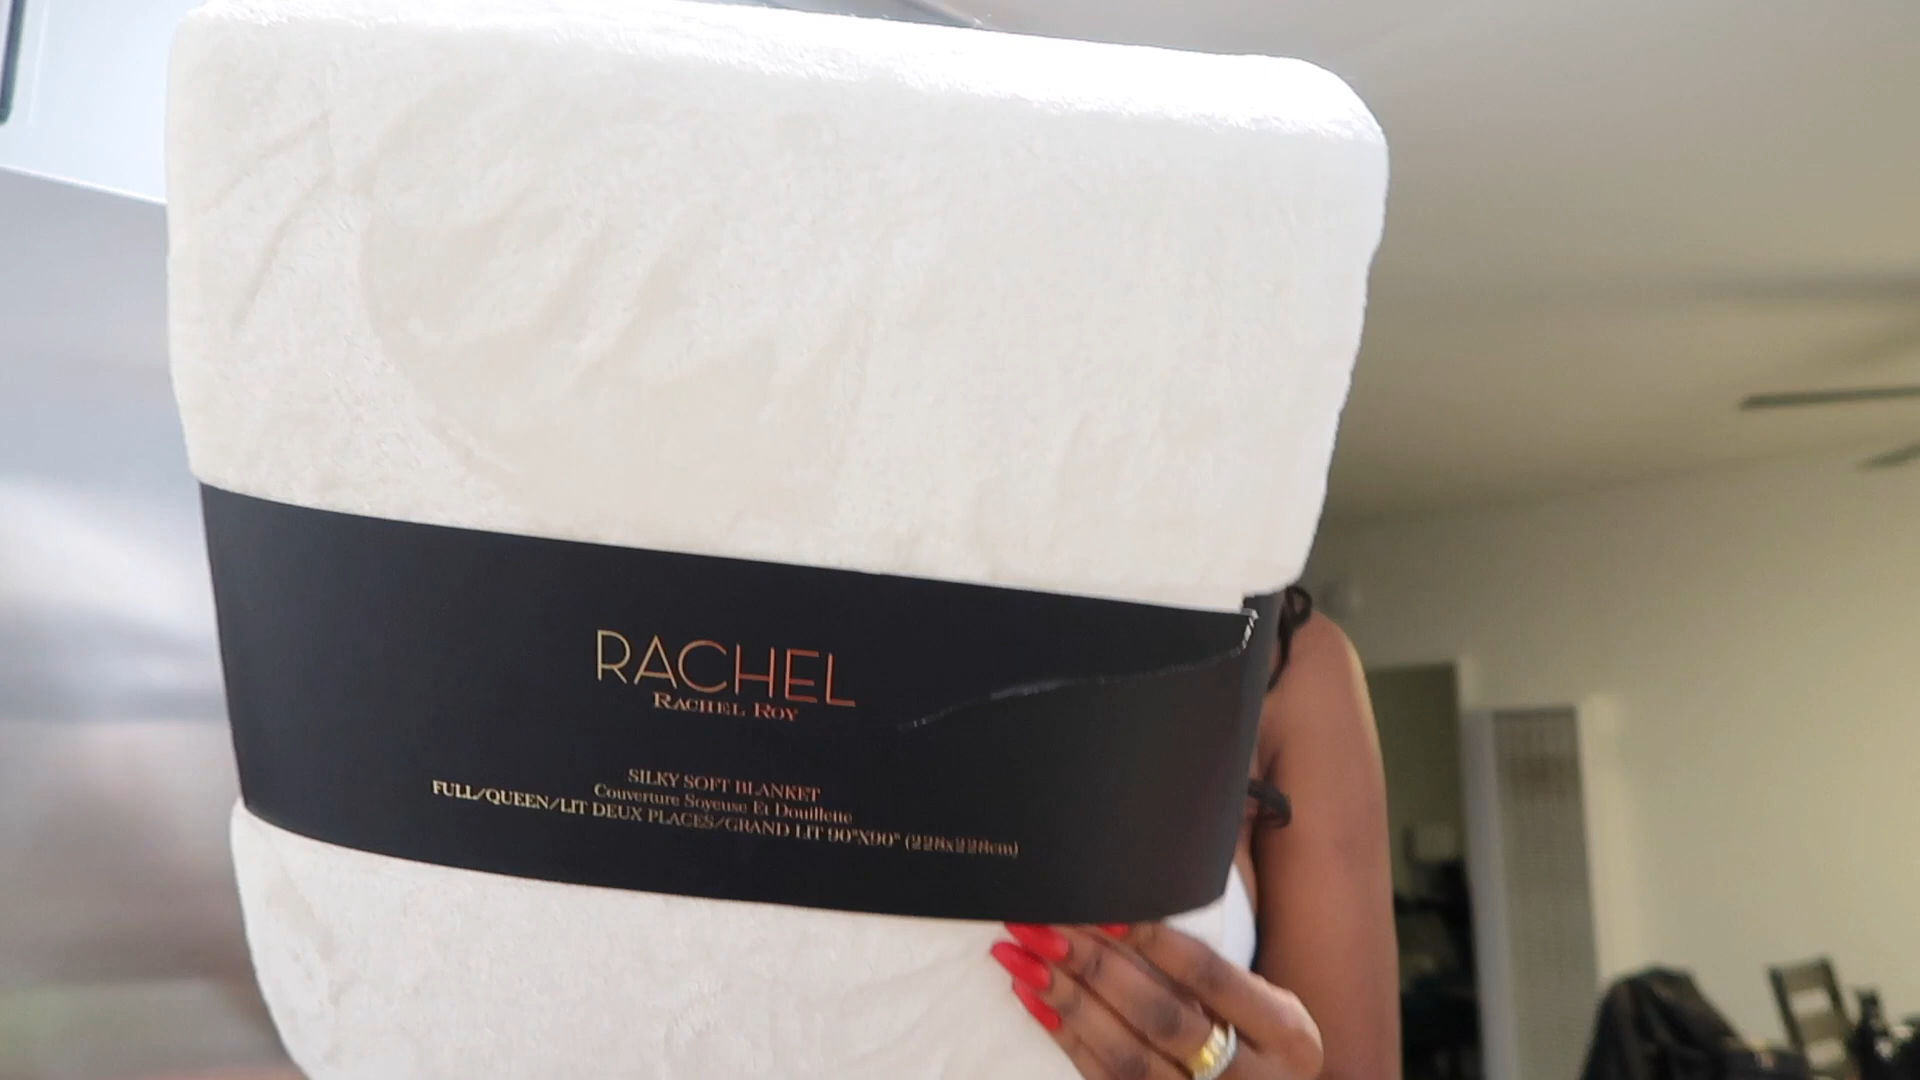 RACHEL
RACHEL ROY
SILKY SOFT BLANKET
Couverture Soyeuse Et Douillette
FULL/QUEEN/LIT DEUX PLACES/GRAND LIT 90"X90" (228x228cm)